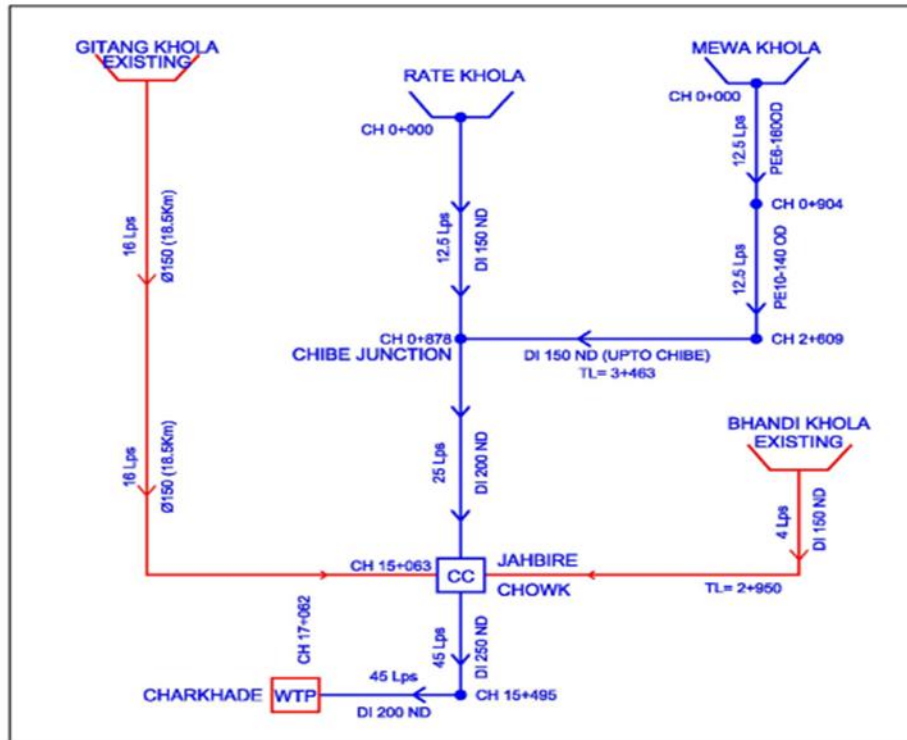 GITANG KHOLA
EXISTING
RATE KHOLA
MEWA KHOLA
CH 0+000
CH 0+000
12.5 Lps
PE6-160OD
CH 0+904
16 Lps
Ø150 (18.5Km)
12.5 Lps
DI 150 ND
12.5 Lps
PE10-140 OD
CH 0+878
CHIBE JUNCTION
DI 150 ND (UPTO CHIBE)
TL= 3+463
CH 2+609
BHANDI KHOLA
EXISTING
16 Lps
Ø150 (18.5Km)
25 Lps
DI 200 ND
4 Lps
DI 150 ND
CH 15+063
CC
JAHBIRE
CHOWK
TL= 2+950
CH 17+062
45 Lps
DI 250 ND
CHARKHADE
WTP
45 Lps
DI 200 ND
CH 15+495